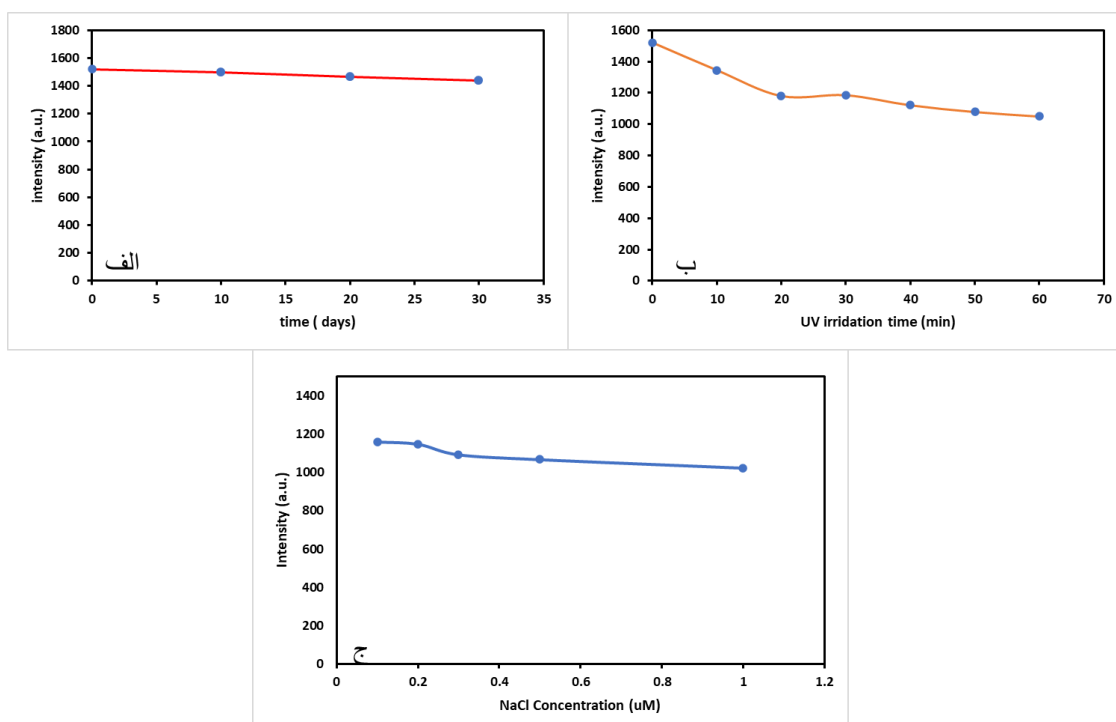 1800
1600
1400
1200
1000
800
600
400
200
0
intensity (a.u.)
الف
0 5 10 15 20 25 30 35
time ( days)
1600
1400
1200
1000
800
600
400
200
0
intensity (a.u.)
ب
0 10 20 30 40 50 60 70
UV irridation time (min)
1400
1200
1000
800
600
400
200
0
Intensity (a.u.)
ج
0 0.2 0.4 0.6 0.8 1 1.2
NaCl Concentration (uM)